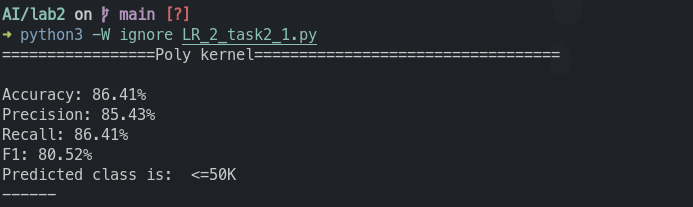 AI/lab2 on main [?]
→ python3 -W ignore LR_2_task2_1.py
=================Poly kernel==================================
Accuracy: 86.41%
Precision: 85.43%
Recall: 86.41%
F1: 80.52%
Predicted class is:  <=50K
------